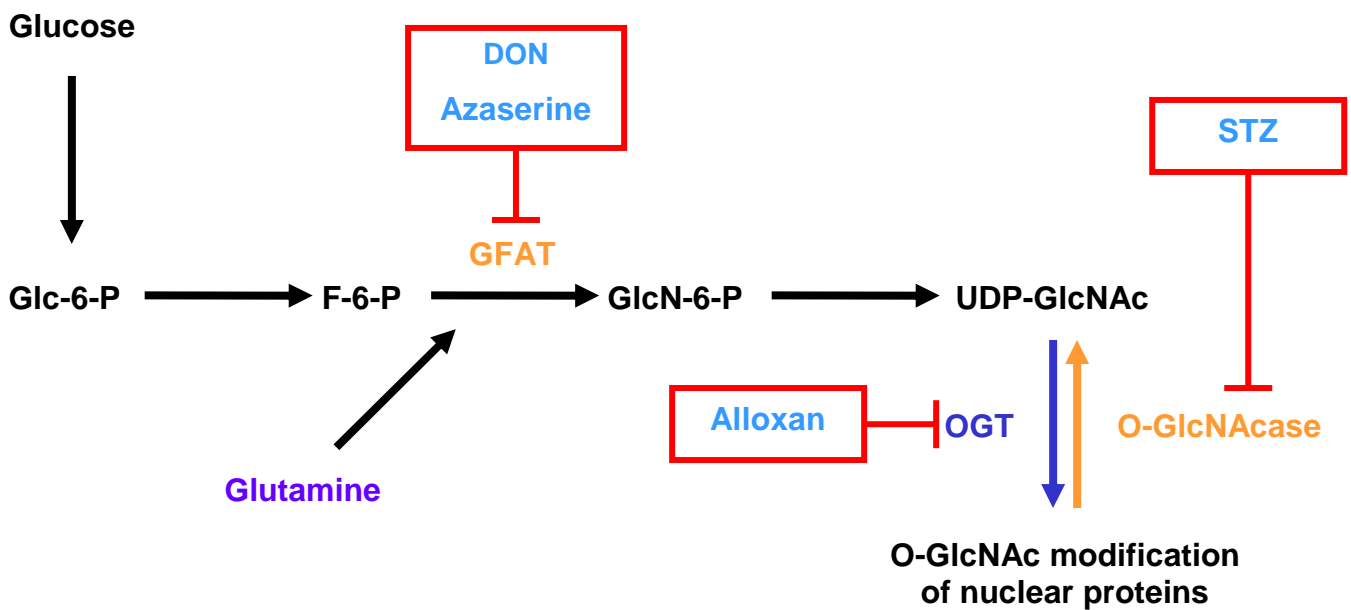 Glucose
DON
Azaserine
STZ
GFAT
Glc-6-P
F-6-P
GlcN-6-P
UDP-GlcNAc
Alloxan
OGT
O-GlcNAcase
Glutamine
O-GlcNAc modification
of nuclear proteins